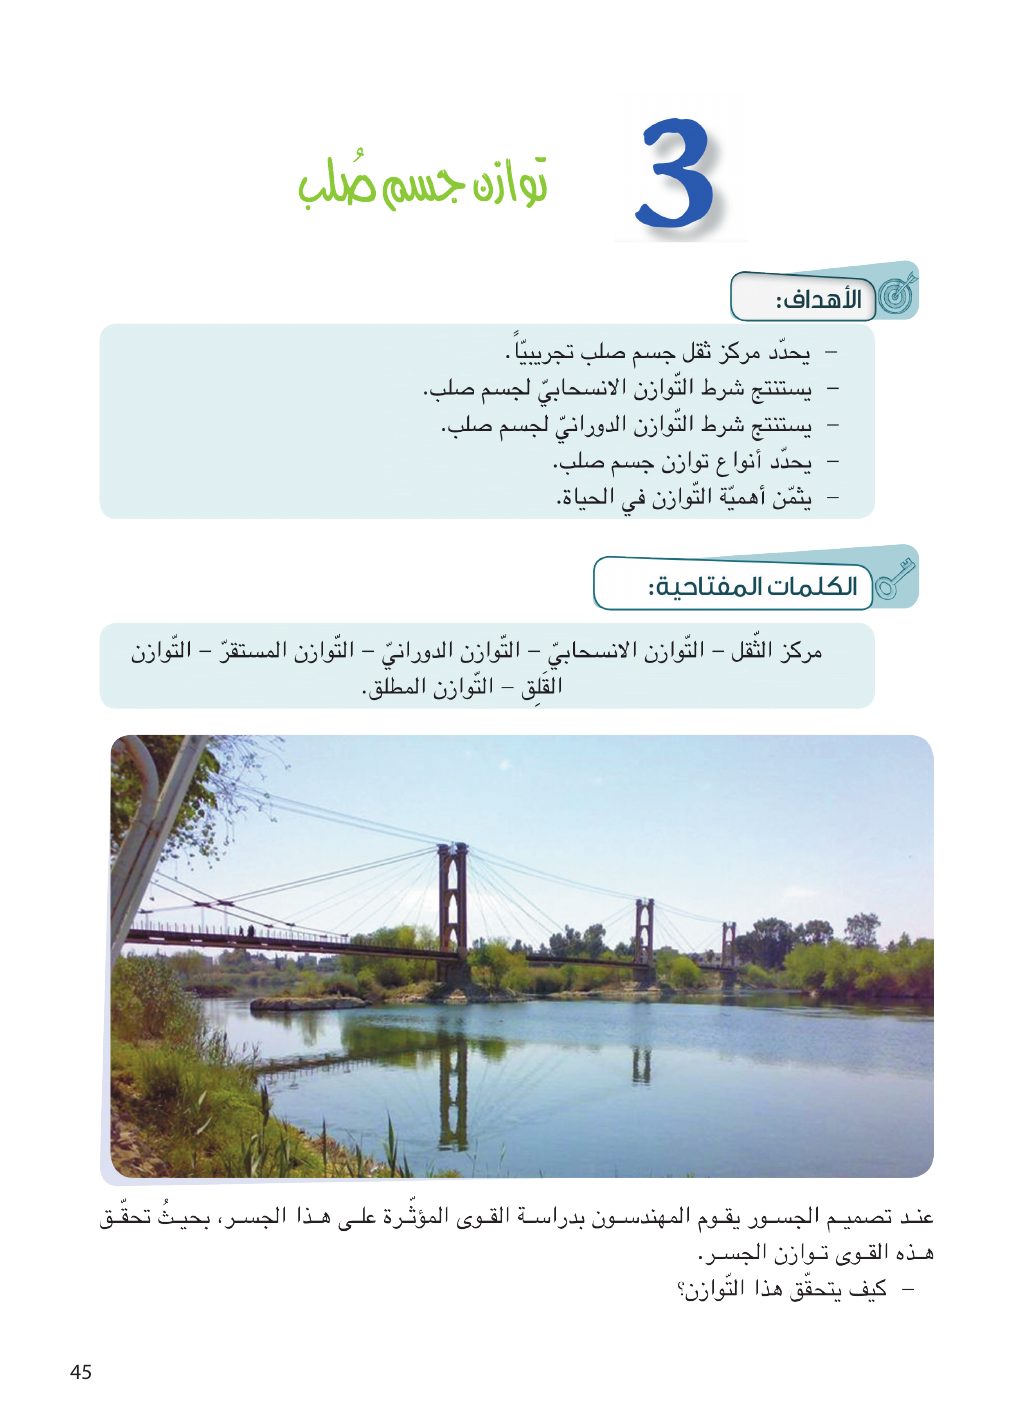 3
توازن جسم صُلب
الأهداف:
– يحدّد مركز ثقل جسم صلب تجريبيّاً.
– يستنتج شرط التّوازن الانسحابيّ لجسم صلب.
– يستنتج شرط التّوازن الدورانيّ لجسم صلب.
– يحدّد أنواع توازن جسم صلب.
– يثمّن أهميّة التّوازن في الحياة.
الكلمات المفتاحية:
مركز الثّقل – التّوازن الانسحابيّ – التّوازن الدورانيّ – التّوازن المستقرّ – التّوازن
القَلِق – التّوازن المطلق.
عند تصميم الجسور يقوم المهندسون بدراسة القوى المؤثّرة على هذا الجسر، بحيثُ تحقّق
هذه القوى توازن الجسر.
– كيف يتحقّق هذا التّوازن؟
45